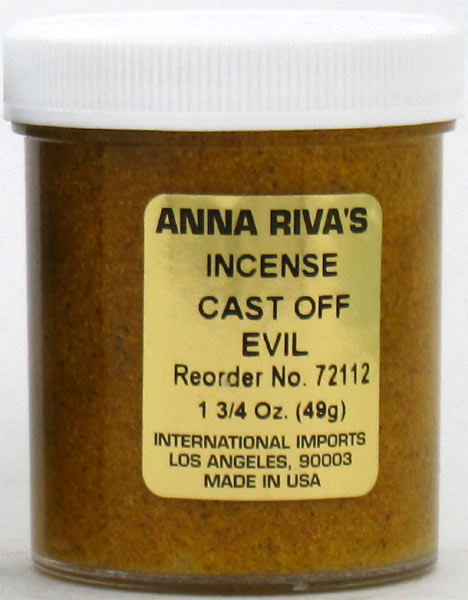 ANNA RIVA'S
INCENSE
CAST OFF
EVIL
Reorder No. 72112
1 3/4 Oz. (49g)
INTERNATIONAL IMPORTS
LOS ANGELES, 90003
MADE IN USA